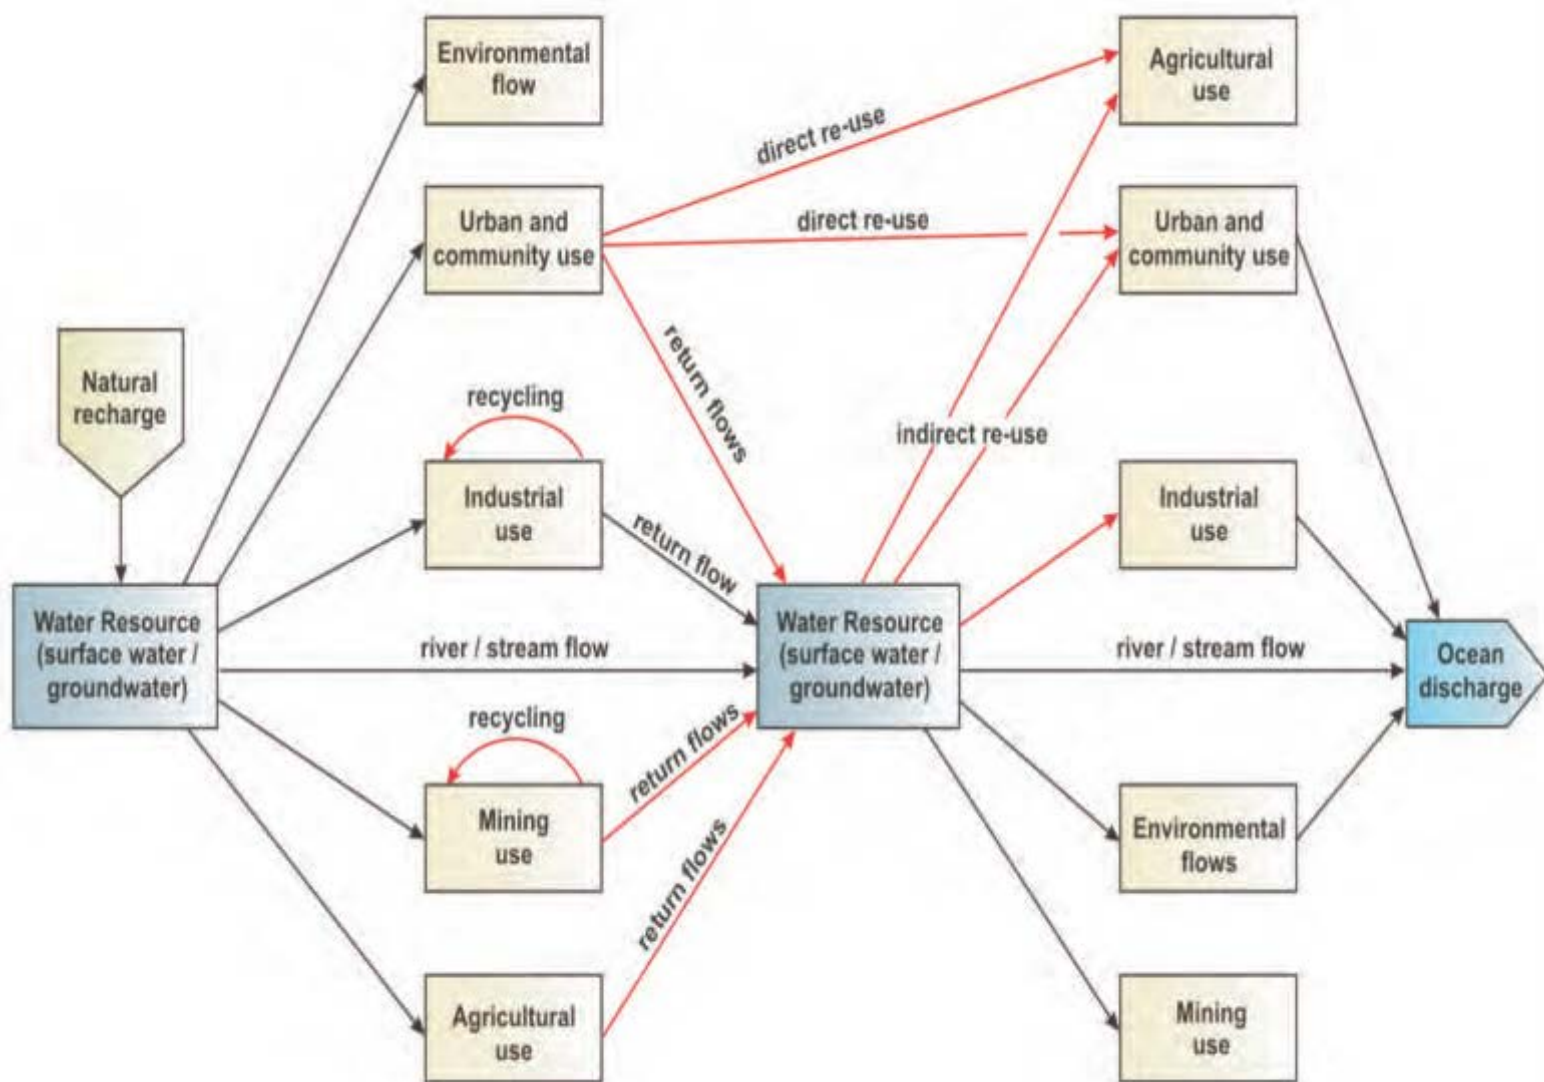 Environmental
flow
Agricultural
use
direct re-use
Urban and
community use
direct re-use
Urban and
community use
Natural
recharge
return flows
recycling
indirect re-use
Industrial
use
return flow
Industrial
use
Water Resource
(surface water /
groundwater)
river / stream flow
Water Resource
(surface water /
groundwater)
river / stream flow
Ocean
discharge
recycling
return flows
Mining
use
Environmental
flows
return flows
Agricultural
use
Mining
use